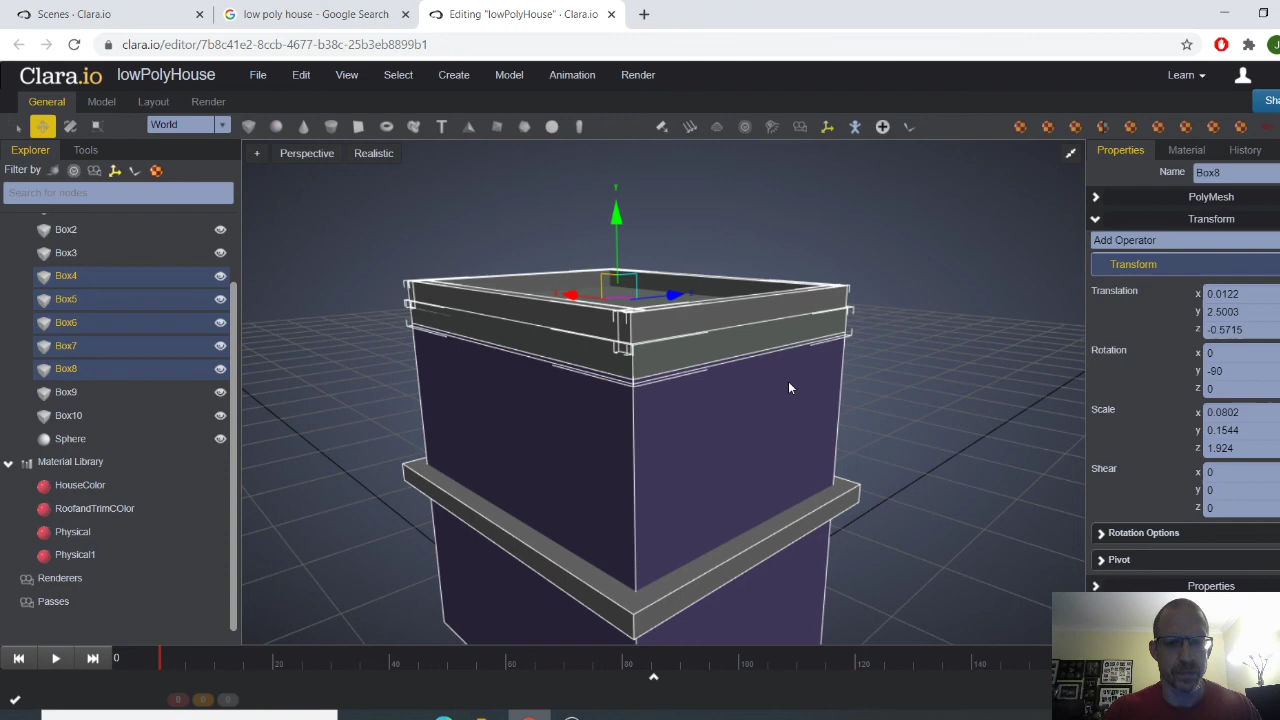 Scenes - Clara.io
low poly house - Google Search
Editing "lowPolyHouse" · Clara.io
clara.io/editor/7b8c41e2-8ccb-4677-b38c-25b3eb8899b1
Clara.io lowPolyHouse File Edit View Select Create Model Animation Render Learn
General Model Layout Render
World
Explorer Tools
Filter by
Search for nodes
Box2
Box3
Box4
Box5
Box6
Box7
Box8
Box9
Box10
Sphere
Material Library
HouseColor
RoofandTrimCOlor
Physical
Physical1
Renderers
Passes
+ Perspective Realistic
Y
Properties Material History
Name Box8
PolyMesh
Transform
Add Operator
Transform
Translation x 0.0122
y 2.5003
z -0.5715
Rotation x 0
y -90
z 0
Scale x 0.0802
y 0.1544
z 1.924
Shear x 0
y 0
z 0
Rotation Options
Pivot
Properties
0 20 40 60 80 100 120 140
0 0 0